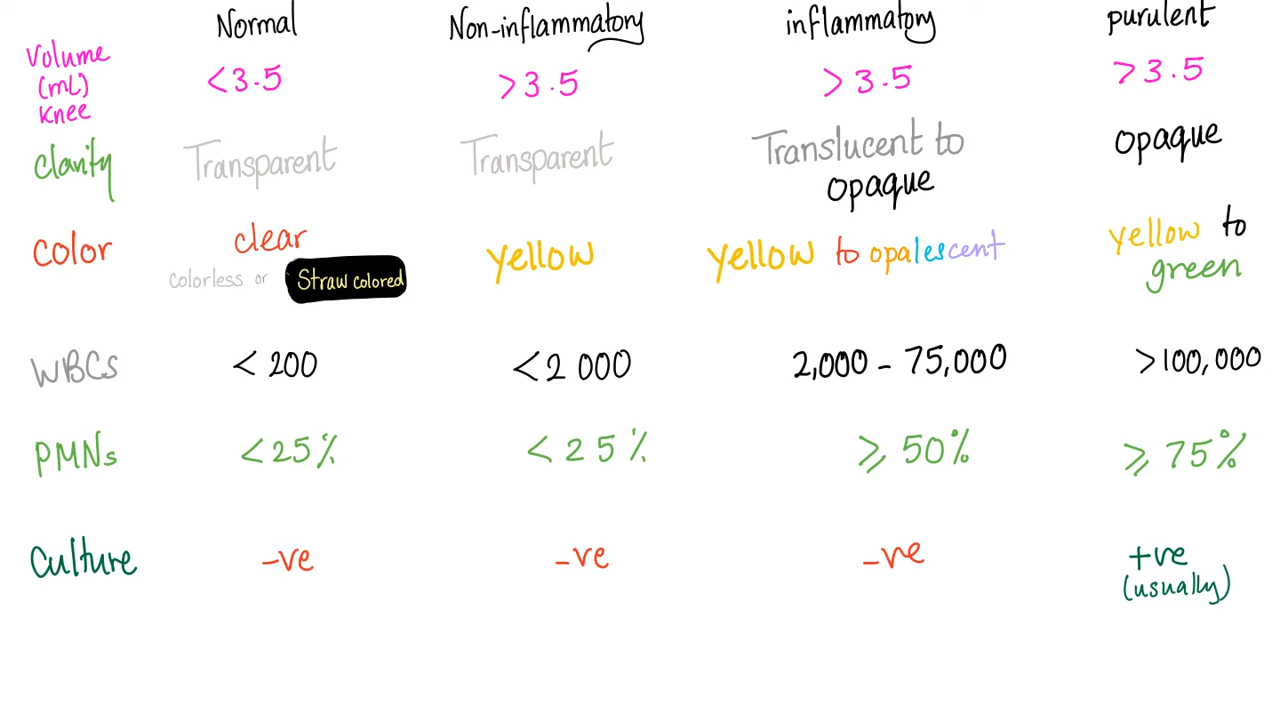 Normal Non-inflammatory inflammatory purulent
Volume
(mL)
Knee
<3.5 >3.5 >3.5 >3.5
clarity Transparent Transparent Translucent to
opaque
opaque
Color clear
colorless or Straw colored
yellow yellow to opalescent yellow to
green
WBCs <200 <2 000 2,000 - 75,000 >100,000
PMNs <25% <25% ⩾50% ⩾75%
Culture -ve -ve -ve +ve
(usually)